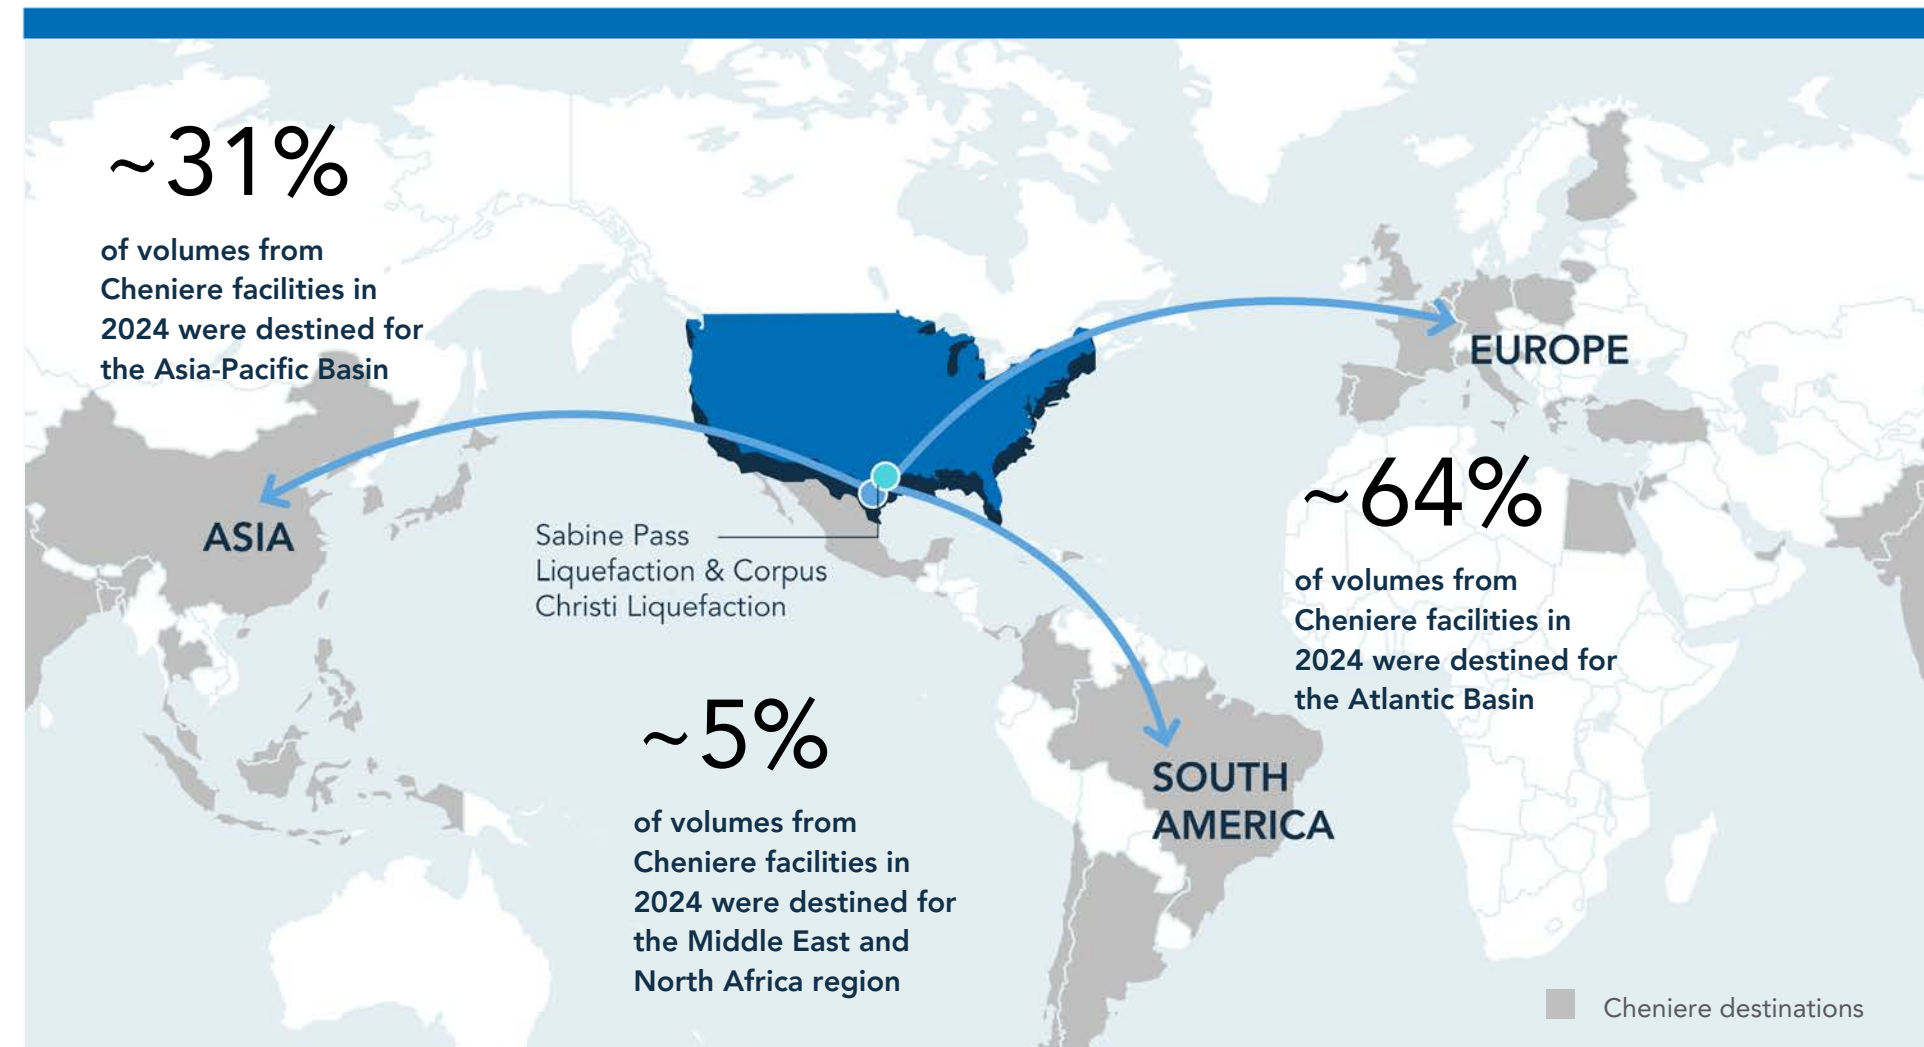 ~31%
of volumes from
Cheniere facilities in
2024 were destined for
the Asia-Pacific Basin
ASIA
Sabine Pass
Liquefaction & Corpus
Christi Liquefaction
~5%
of volumes from
Cheniere facilities in
2024 were destined for
the Middle East and
North Africa region
EUROPE
~64%
of volumes from
Cheniere facilities in
2024 were destined for
the Atlantic Basin
SOUTH
AMERICA
Cheniere destinations